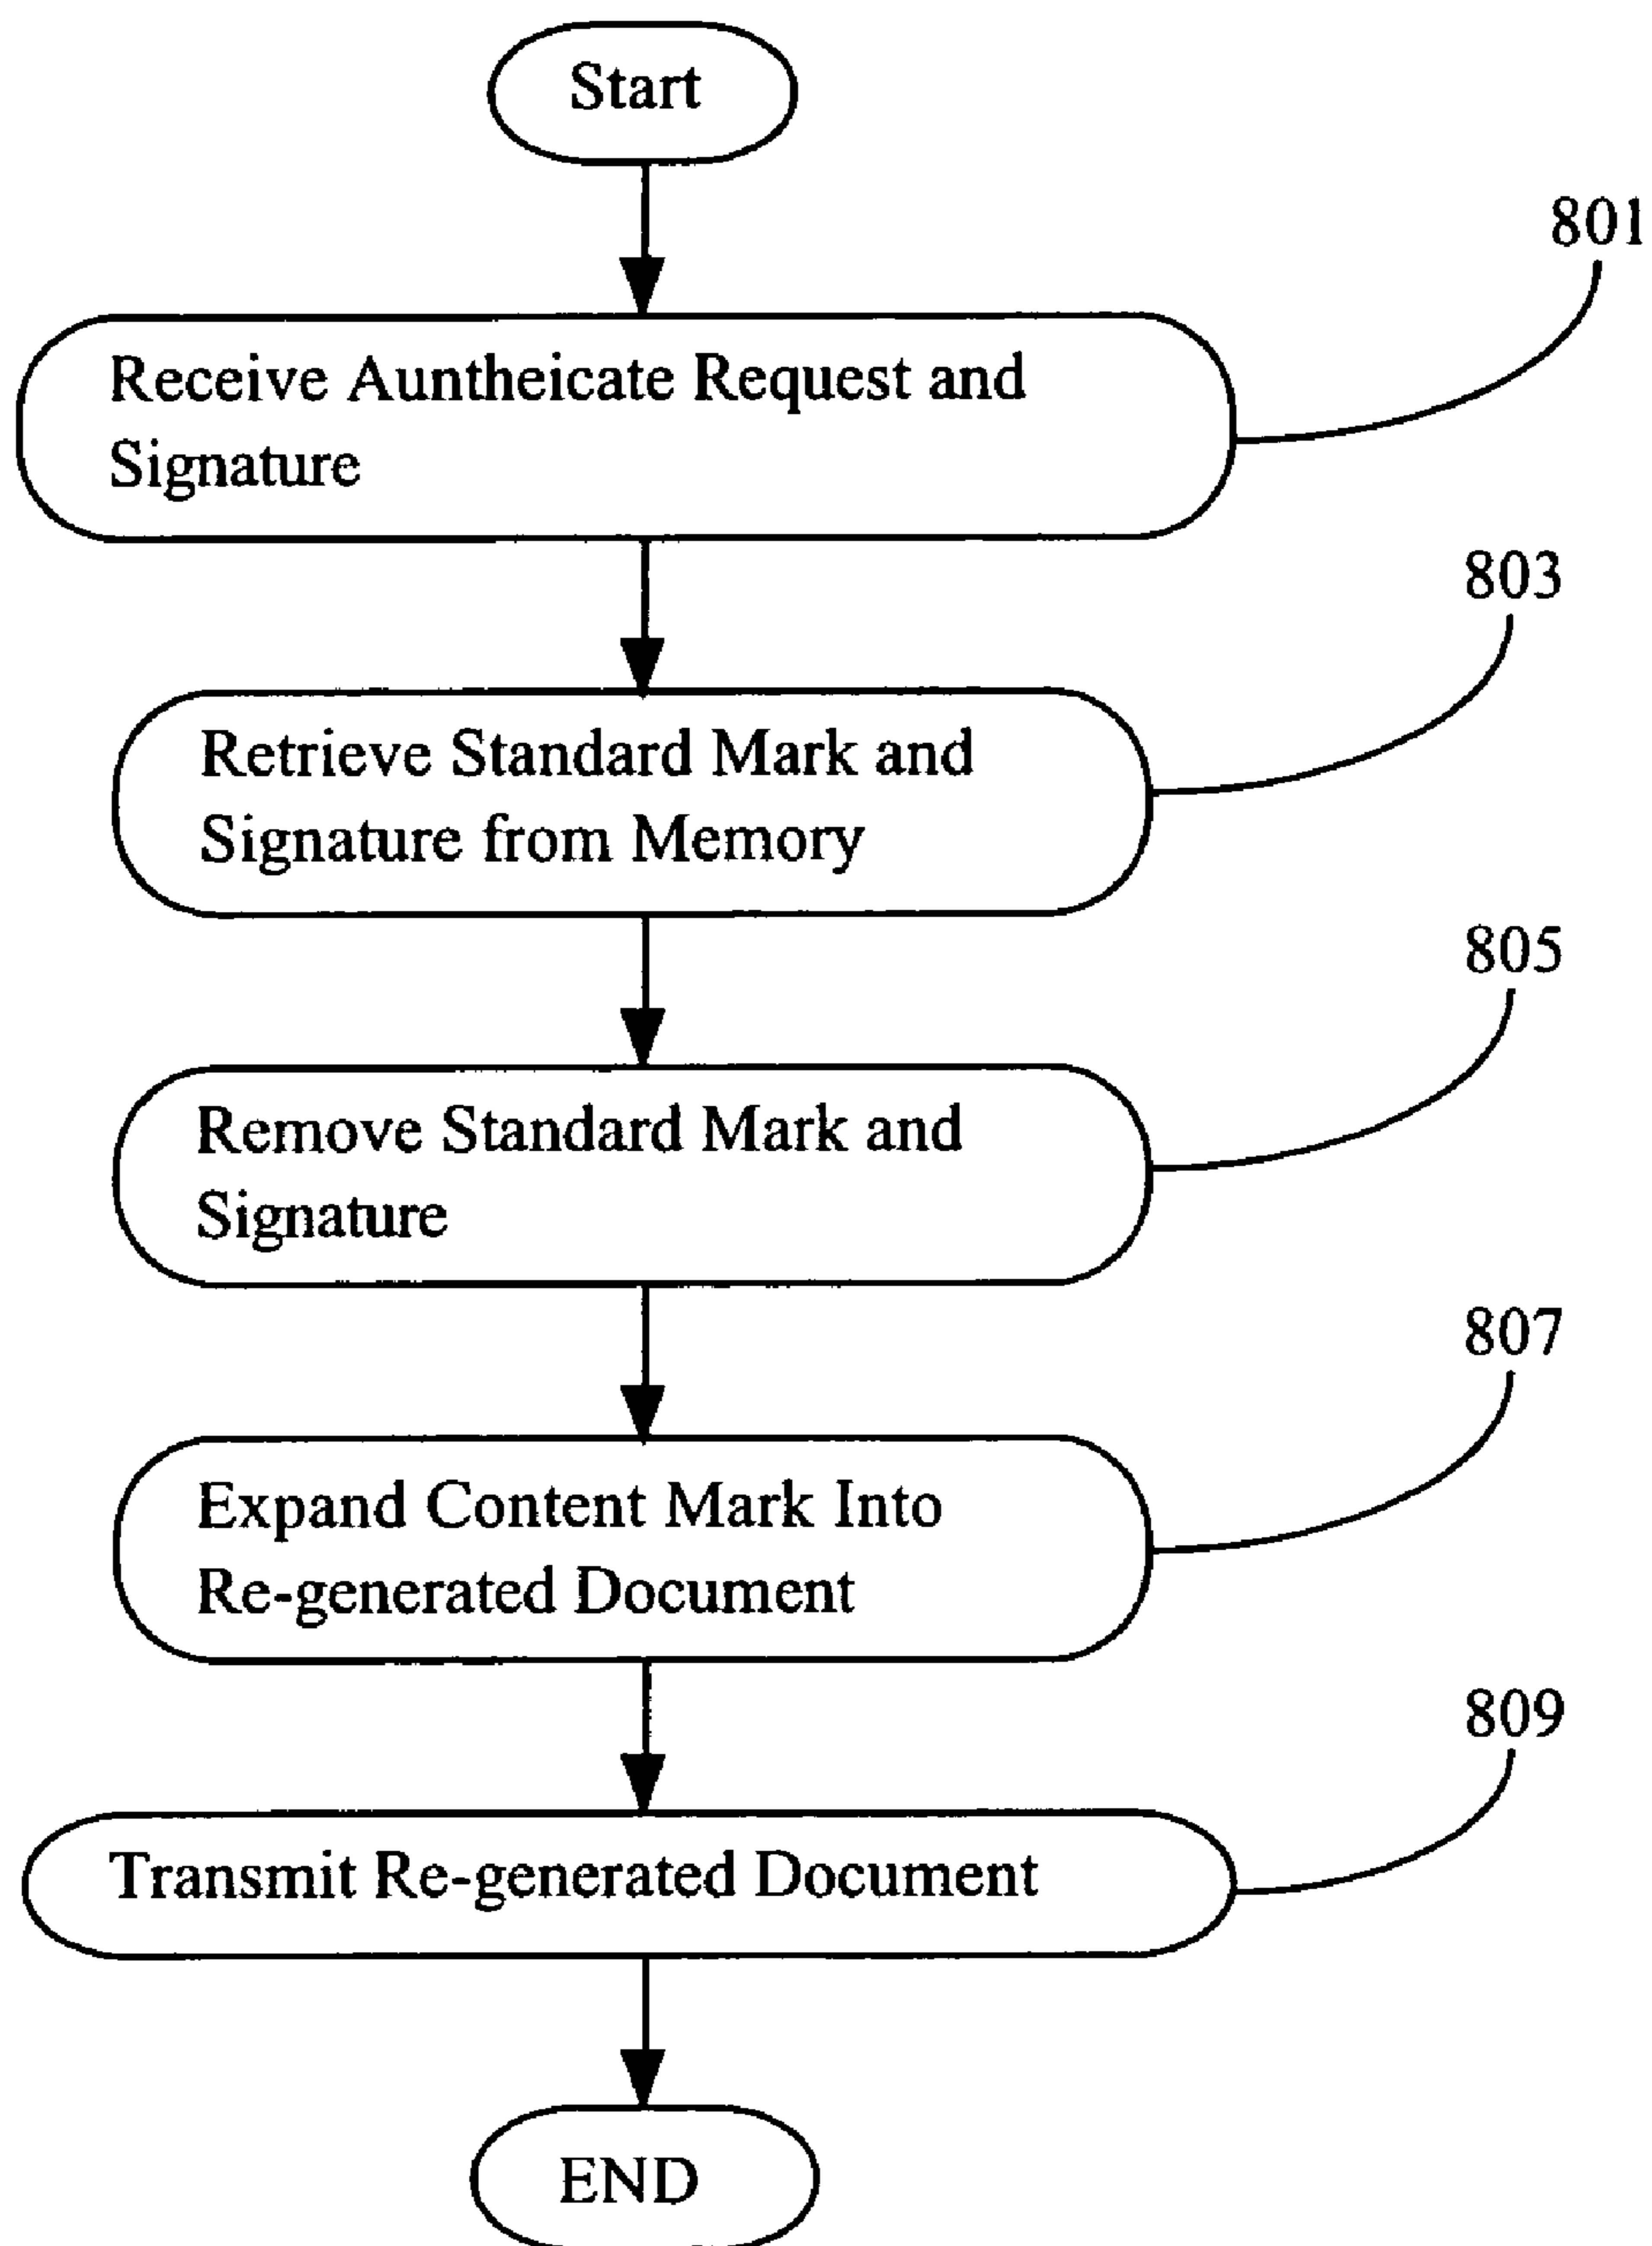 Start
801
Receive Auntheicate Request and
Signature
803
Retrieve Standard Mark and
Signature from Memory
805
Remove Standard Mark and
Signature
807
Expand Content Mark Into
Re-generated Document
809
Transmit Re-generated Document
END